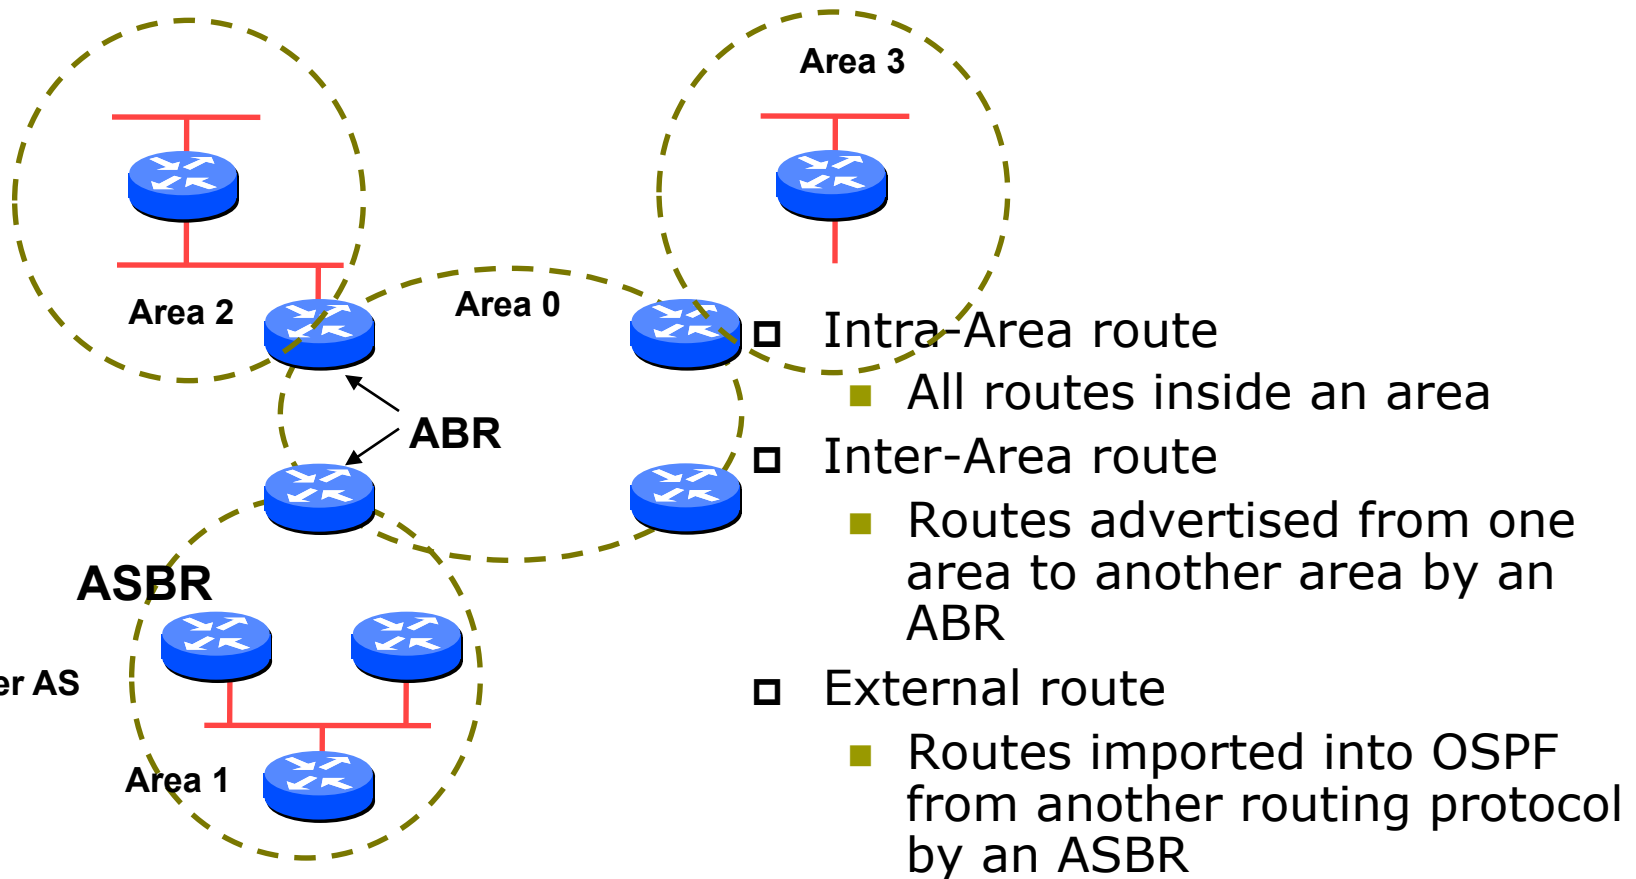 Area 3
Area 2
Area 0
ABR
ASBR
er AS
Area 1
Intra-Area route
All routes inside an area
Inter-Area route
Routes advertised from one
area to another area by an
ABR
External route
Routes imported into OSPF
from another routing protocol
by an ASBR